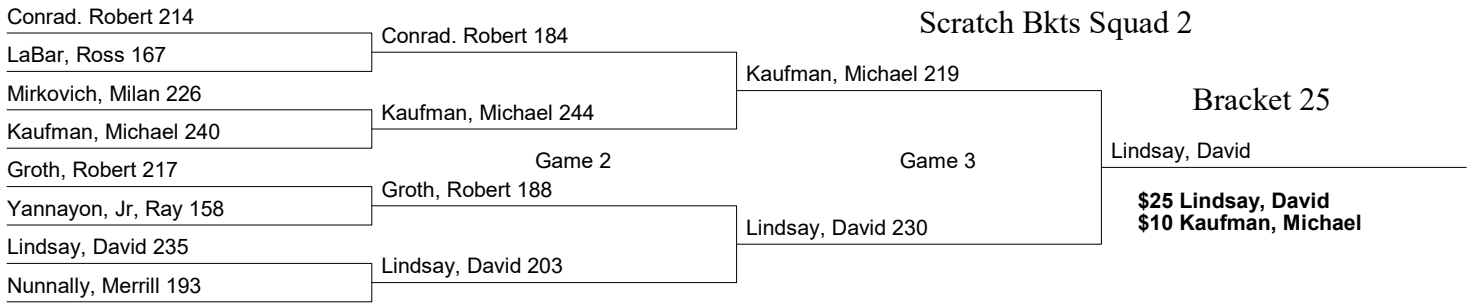 Conrad. Robert 214
LaBar, Ross 167
Mirkovich, Milan 226
Kaufman, Michael 240
Groth, Robert 217
Yannayon, Jr, Ray 158
Lindsay, David 235
Nunnally, Merrill 193
Conrad. Robert 184
Kaufman, Michael 244
Game 2
Groth, Robert 188
Lindsay, David 203
Kaufman, Michael 219
Game 3
Lindsay, David 230
Scratch Bkts Squad 2
Bracket 25
Lindsay, David
$25 Lindsay, David
$10 Kaufman, Michael